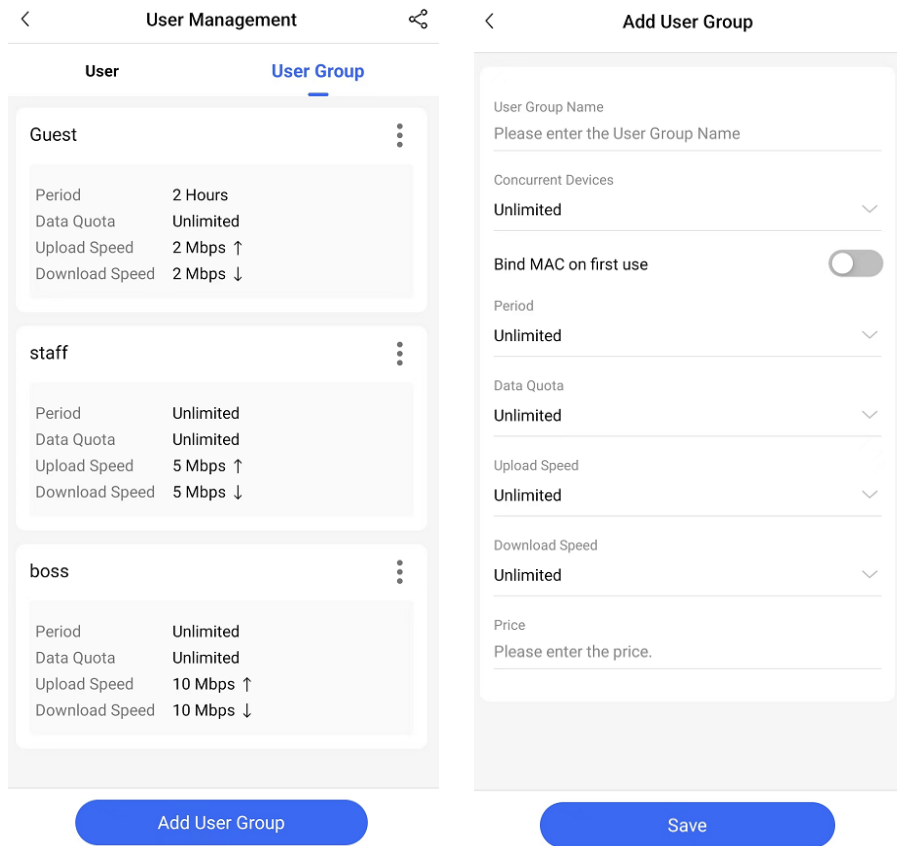 User Management
User
User Group
Guest
Period 2 Hours
Data Quota Unlimited
Upload Speed 2 Mbps ↑
Download Speed 2 Mbps ↓
staff
Period Unlimited
Data Quota Unlimited
Upload Speed 5 Mbps ↑
Download Speed 5 Mbps ↓
boss
Period Unlimited
Data Quota Unlimited
Upload Speed 10 Mbps ↑
Download Speed 10 Mbps ↓
Add User Group
Add User Group
User Group Name
Please enter the User Group Name
Concurrent Devices
Unlimited
Bind MAC on first use
Period
Unlimited
Data Quota
Unlimited
Upload Speed
Unlimited
Download Speed
Unlimited
Price
Please enter the price.
Save